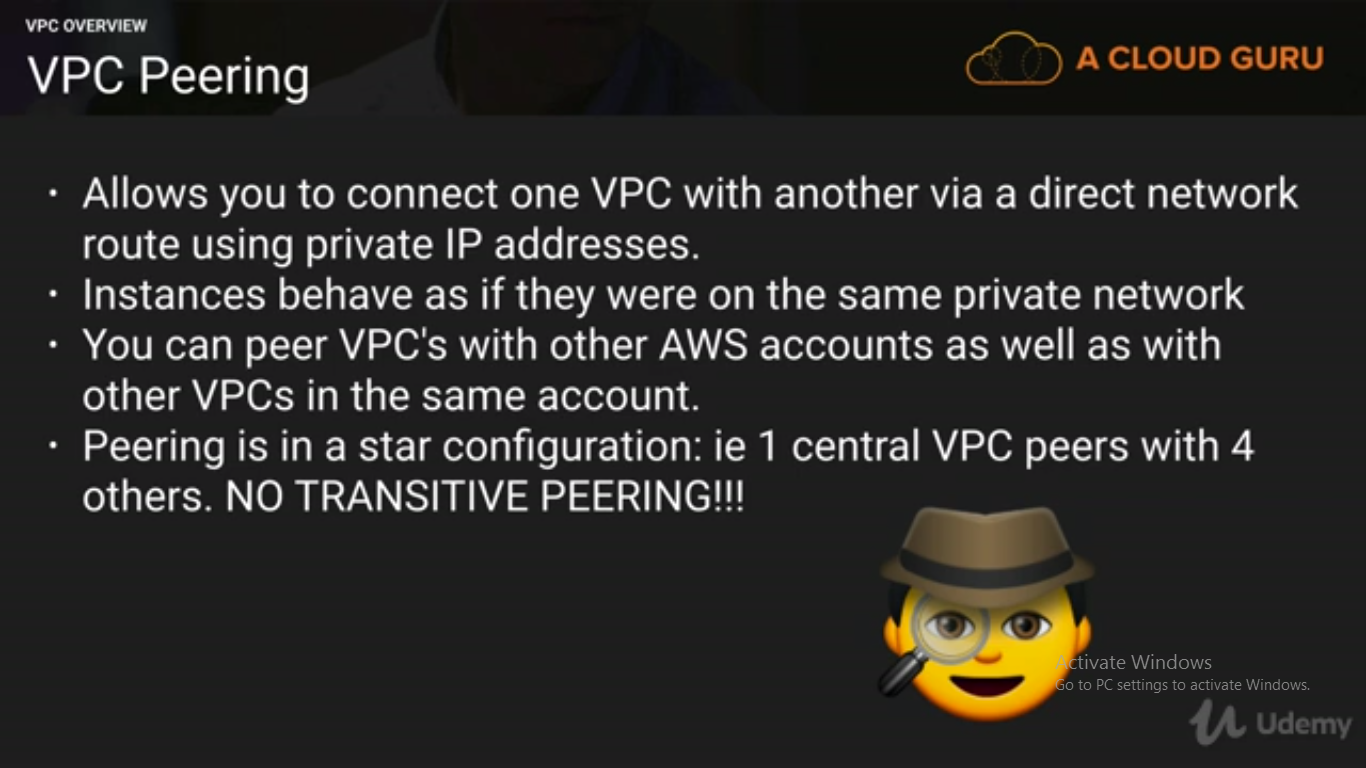 VPC OVERVIEW
VPC Peering
A CLOUD GURU
• Allows you to connect one VPC with another via a direct network
route using private IP addresses.
• Instances behave as if they were on the same private network
• You can peer VPC's with other AWS accounts as well as with
other VPCs in the same account.
• Peering is in a star configuration: ie 1 central VPC peers with 4
others. NO TRANSITIVE PEERING!!!
Activate Windows
Go to PC settings to activate Windows.
Udemy